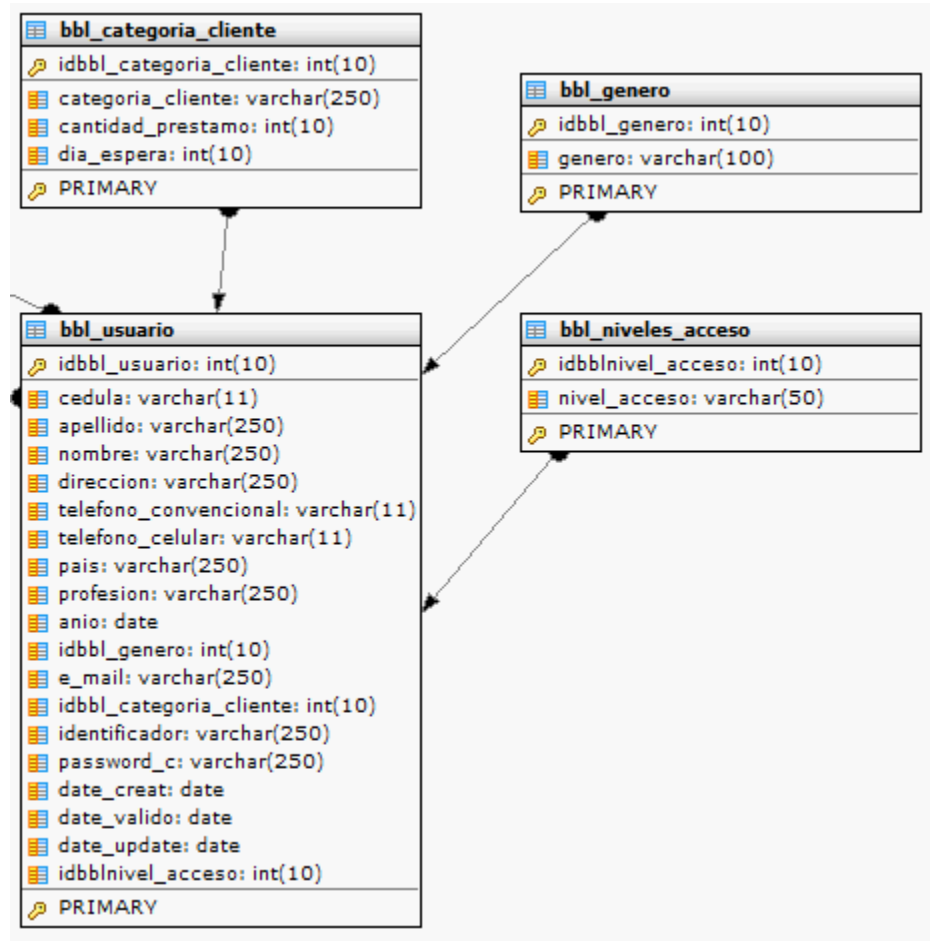 bbl_categoria_cliente
idbbl_categoria_cliente: int(10)
categoria_cliente: varchar(250)
cantidad_prestamo: int(10)
dia_espera: int(10)
PRIMARY
bbl_genero
idbbl_genero: int(10)
genero: varchar(100)
PRIMARY
bbl_usuario
idbbl_usuario: int(10)
cedula: varchar(11)
apellido: varchar(250)
nombre: varchar(250)
direccion: varchar(250)
telefono_convencional: varchar(11)
telefono_celular: varchar(11)
pais: varchar(250)
profesion: varchar(250)
anio: date
idbbl_genero: int(10)
e_mail: varchar(250)
idbbl_categoria_cliente: int(10)
identificador: varchar(250)
password_c: varchar(250)
date_creat: date
date_valido: date
date_update: date
idbblnivel_acceso: int(10)
PRIMARY
bbl_niveles_acceso
idbblnivel_acceso: int(10)
nivel_acceso: varchar(50)
PRIMARY